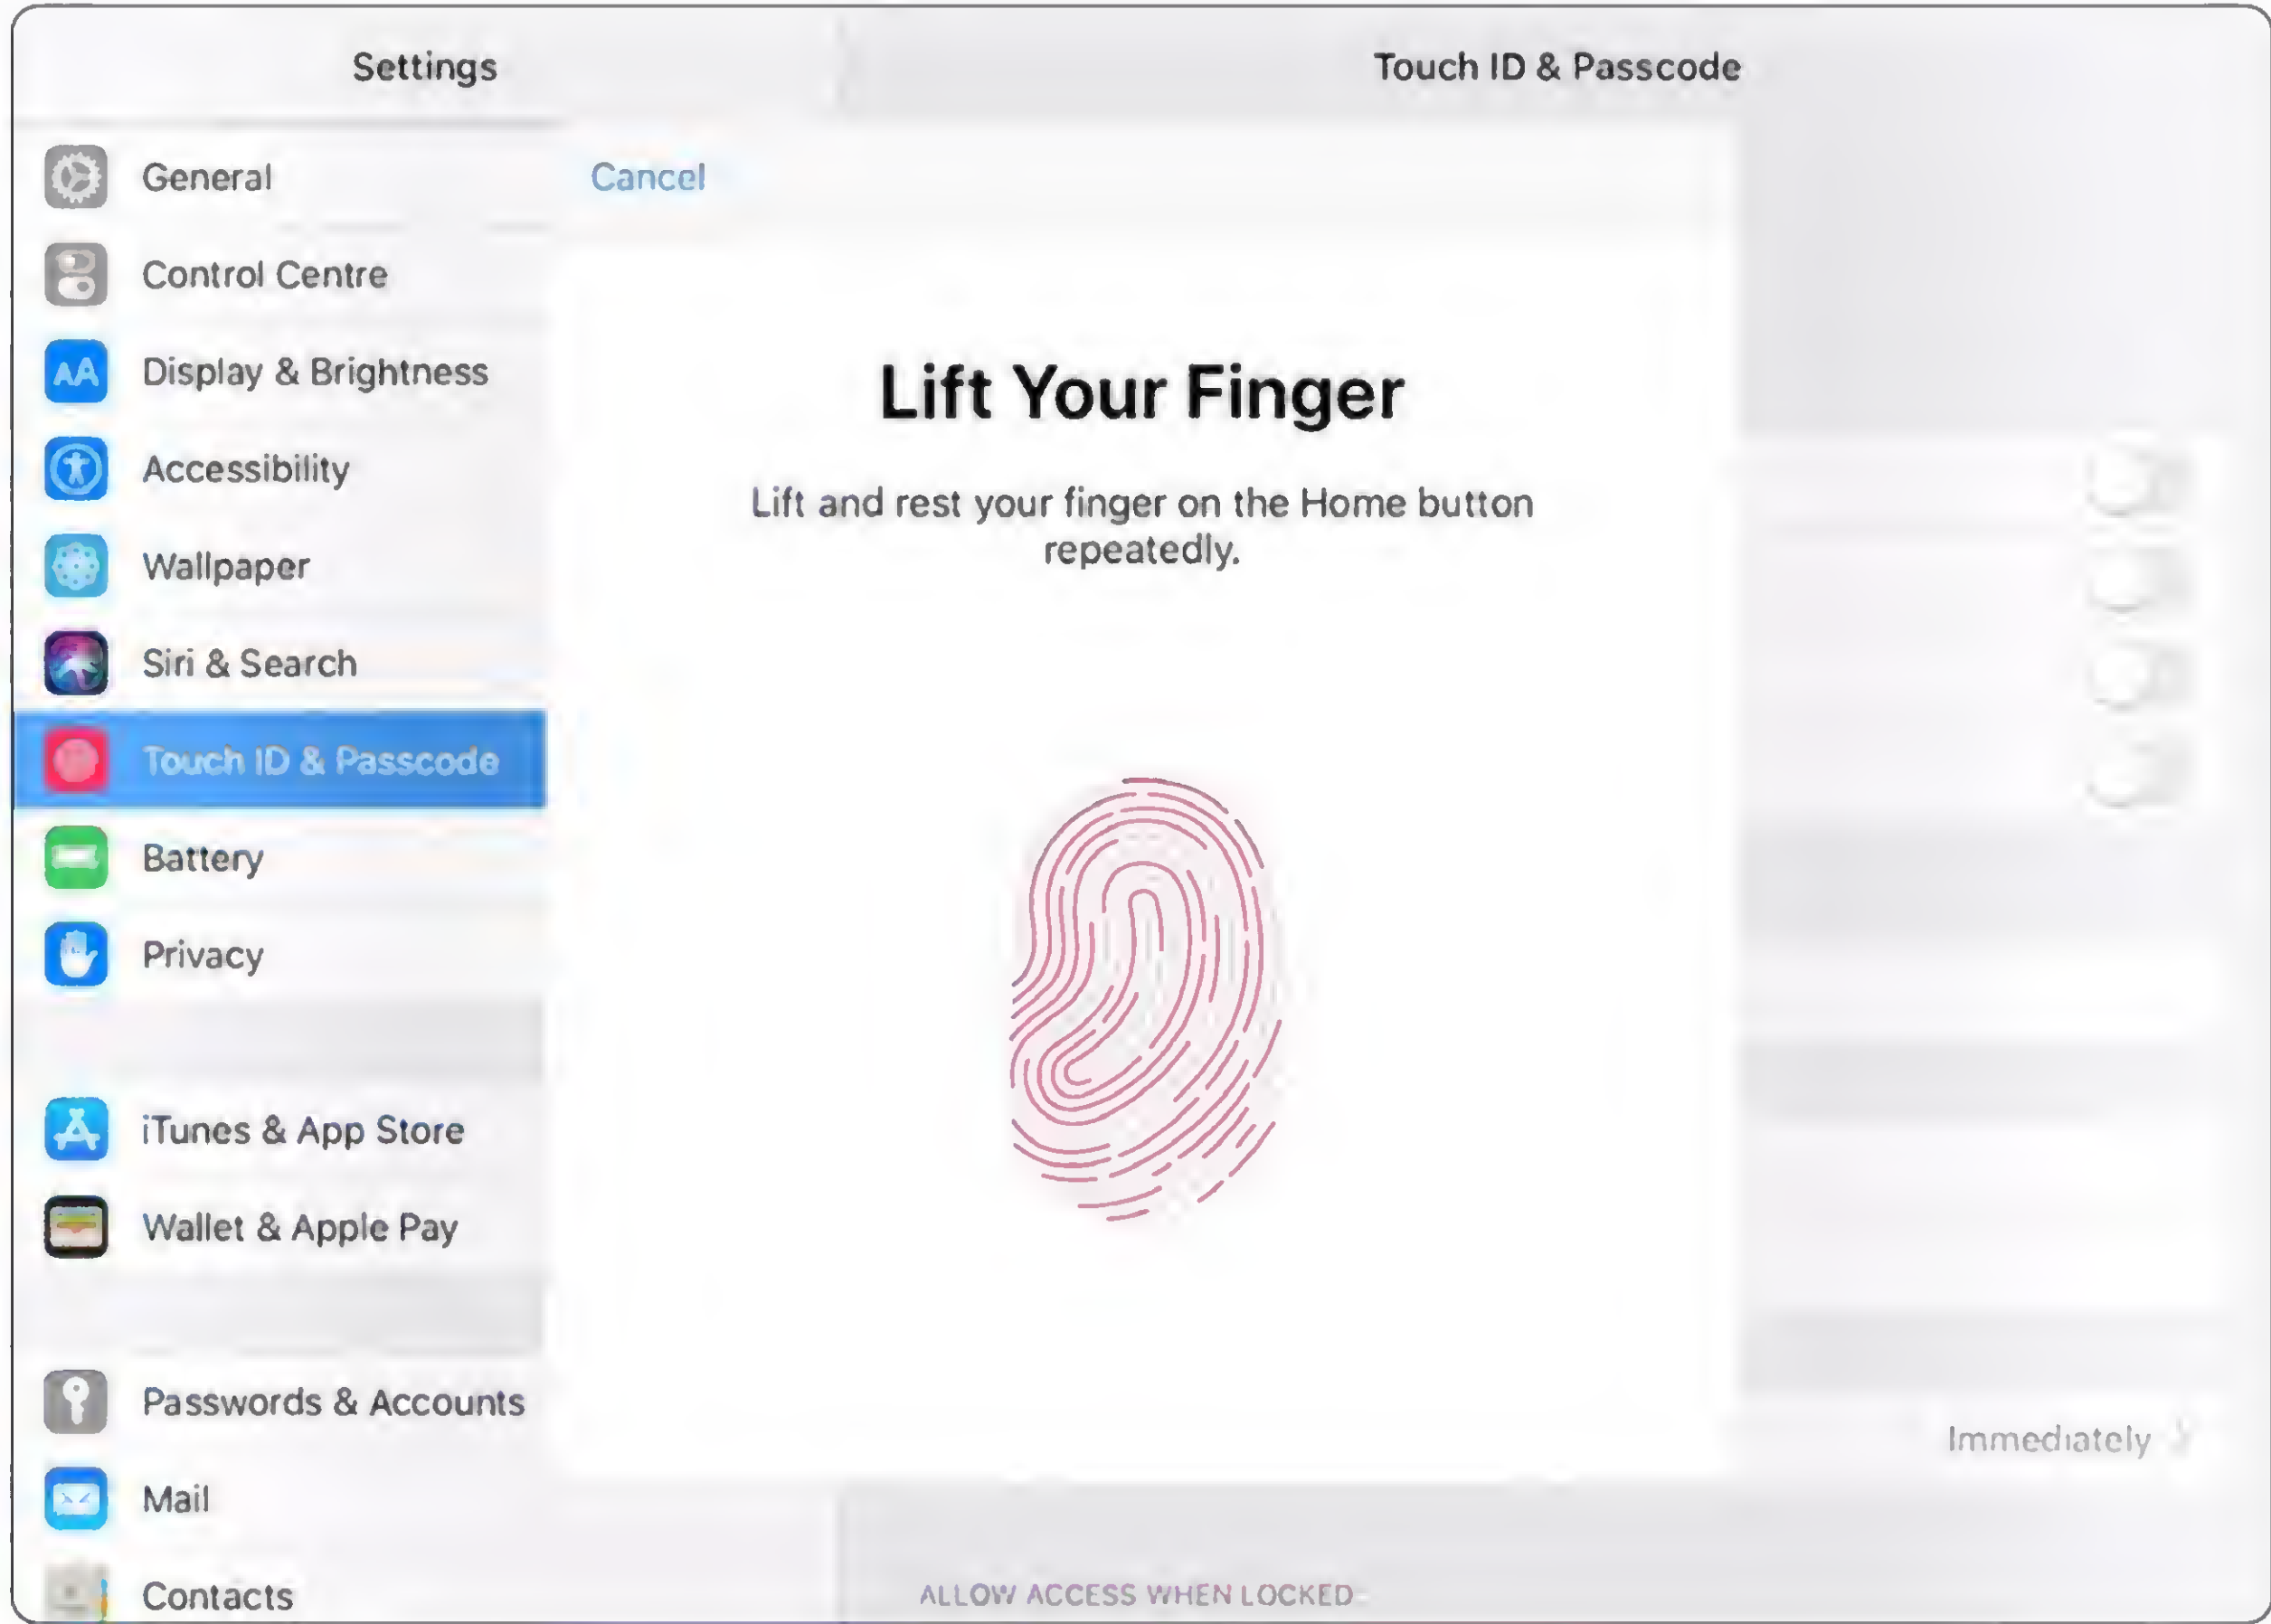 Settings
Touch ID & Passcode
General
Cancel
Control Centre
Display & Brightness
Lift Your Finger
Accessibility
Lift and rest your finger on the Home button
repeatedly.
Wallpaper
Siri & Search
Touch ID & Passcode
Battery
Privacy
iTunes & App Store
Wallet & Apple Pay
Passwords & Accounts
Immediately
Mail
Contacts
ALLOW ACCESS WHEN LOCKED